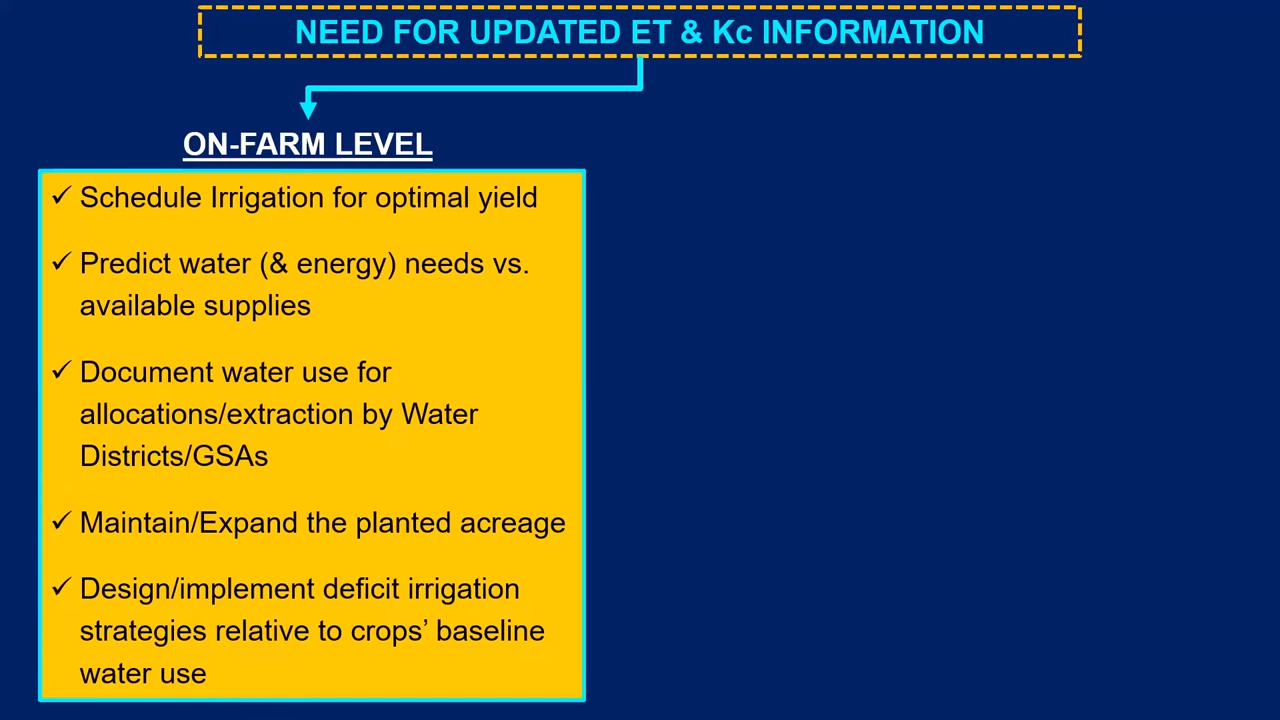 NEED FOR UPDATED ET & Kc INFORMATION
ON-FARM LEVEL
✓ Schedule Irrigation for optimal yield
✓ Predict water (& energy) needs vs.
available supplies
✓ Document water use for
allocations/extraction by Water
Districts/GSAs
✓ Maintain/Expand the planted acreage
✓ Design/implement deficit irrigation
strategies relative to crops’ baseline
water use